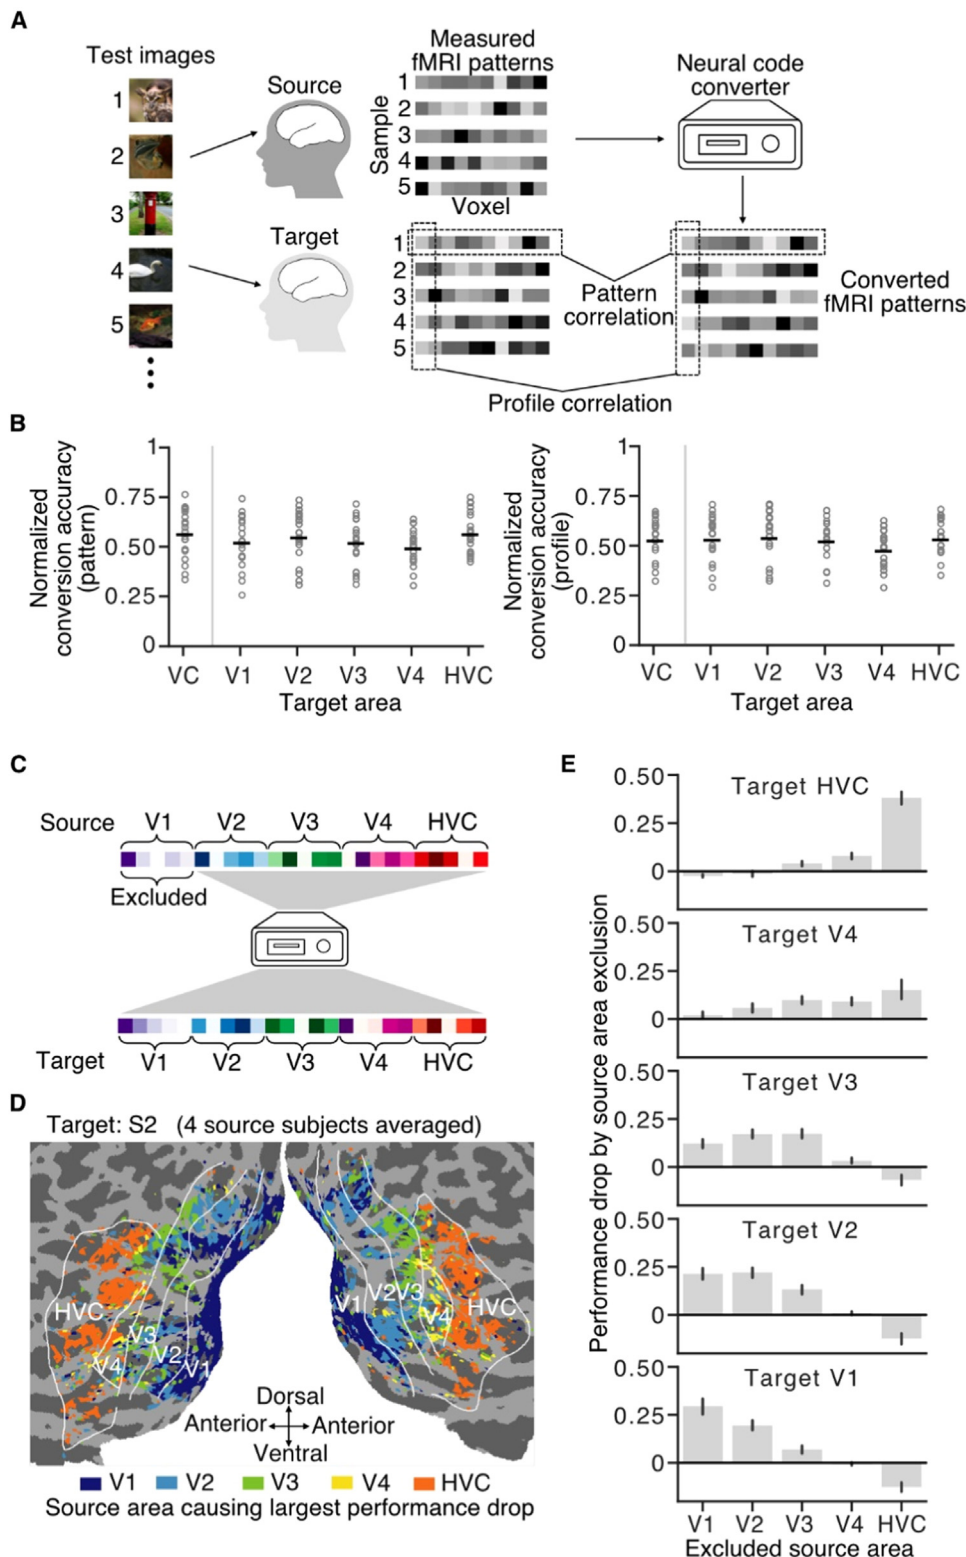 A
Test images
1
2
3
4
5
Source
Target
Measured
fMRI patterns
Sample
1
2
3
4
5
Voxel
1
2
3
4
5
Neural code
converter
Pattern
correlation
Converted
fMRI patterns
Profile correlation
B
Normalized
conversion accuracy
(pattern)
1
0.75
0.50
0.25
0
VC V1 V2 V3 V4 HVC
Target area
Normalized
conversion accuracy
(profile)
1
0.75
0.50
0.25
0
VC V1 V2 V3 V4 HVC
Target area
C
Source V1 V2 V3 V4 HVC
Excluded
Target V1 V2 V3 V4 HVC
D
Target: S2 (4 source subjects averaged)
HVC
V3
V4
V2
V1
V1
V2
V3
V4
HVC
Dorsal
Anterior Anterior
Ventral
V1 V2 V3 V4 HVC
Source area causing largest performance drop
E
Performance drop by source area exclusion
Target HVC
0.50
0.25
0
Target V4
0.50
0.25
0
Target V3
0.50
0.25
0
Target V2
0.50
0.25
0
Target V1
0.50
0.25
0
V1 V2 V3 V4 HVC
Excluded source area